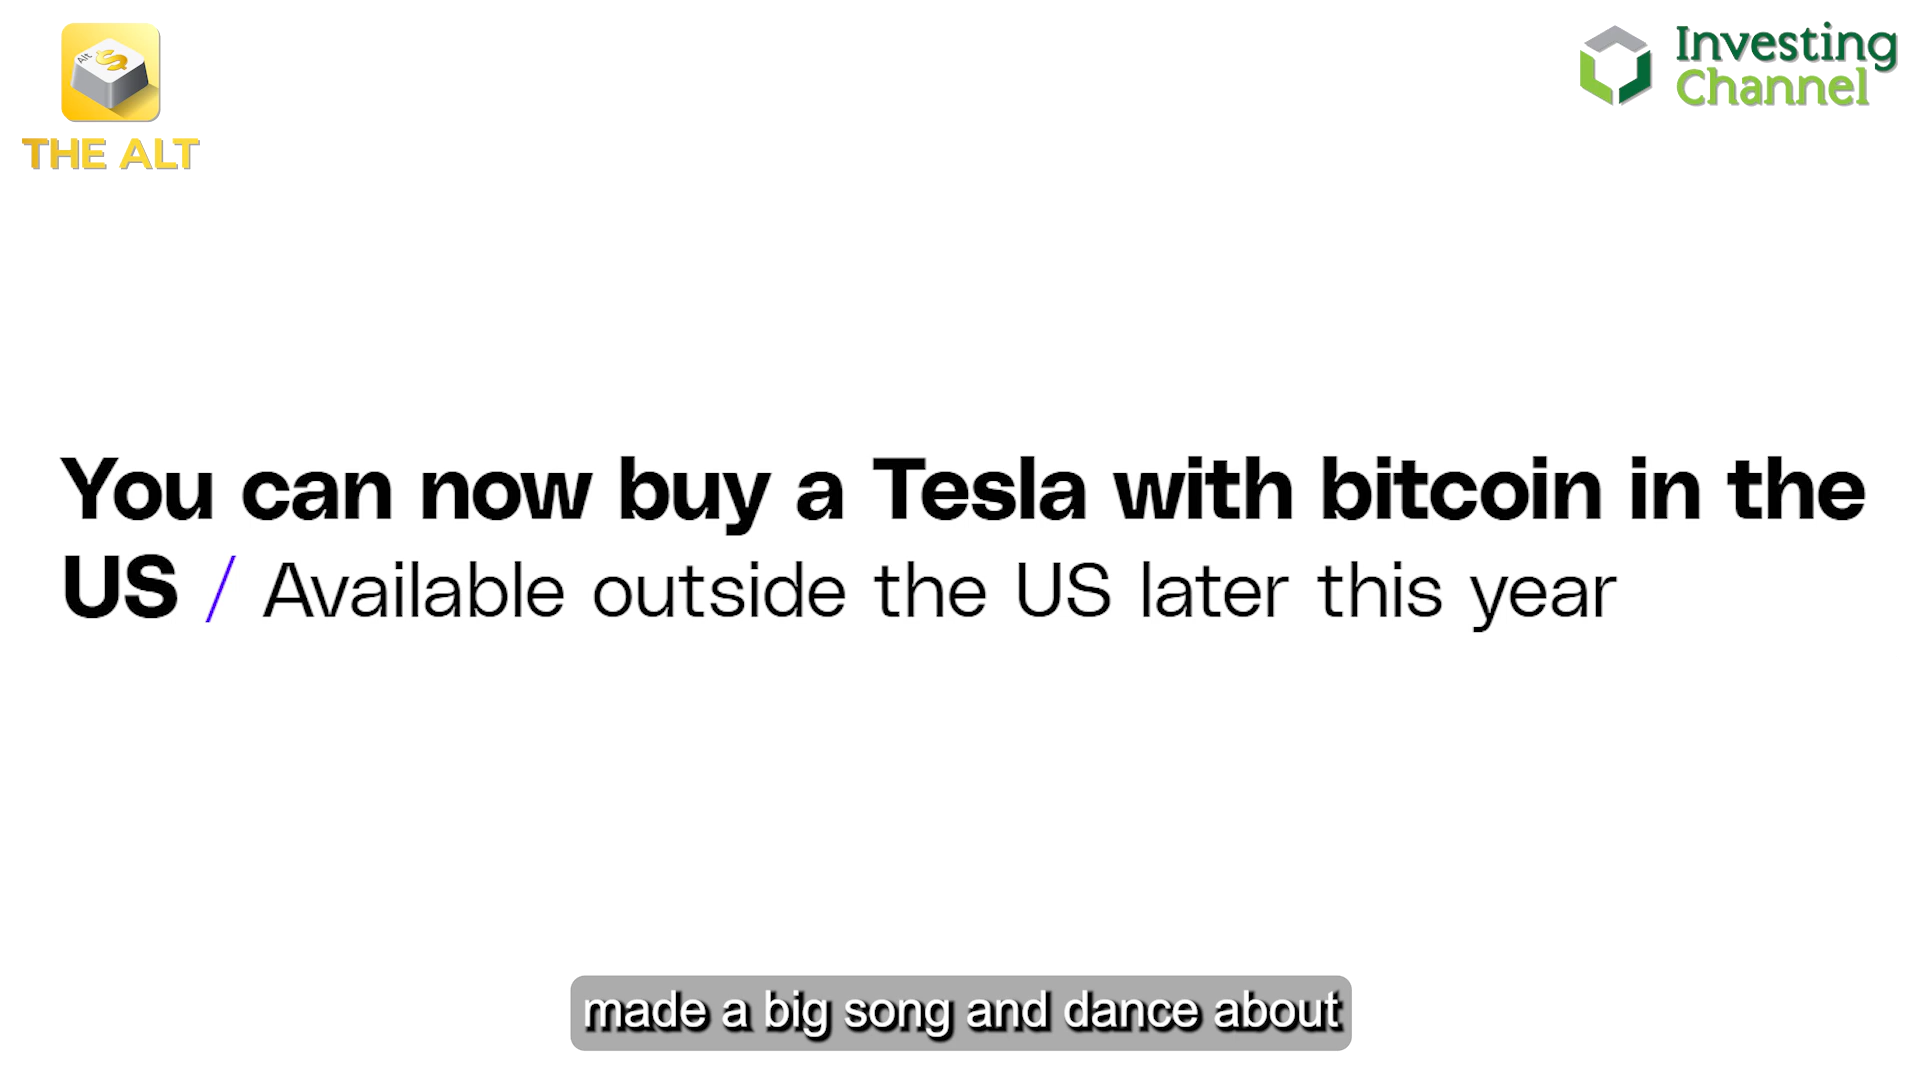 Alt
THE ALT
Investing
Channel
You can now buy a Tesla with bitcoin in the
US / Available outside the US later this year
made a big song and dance about